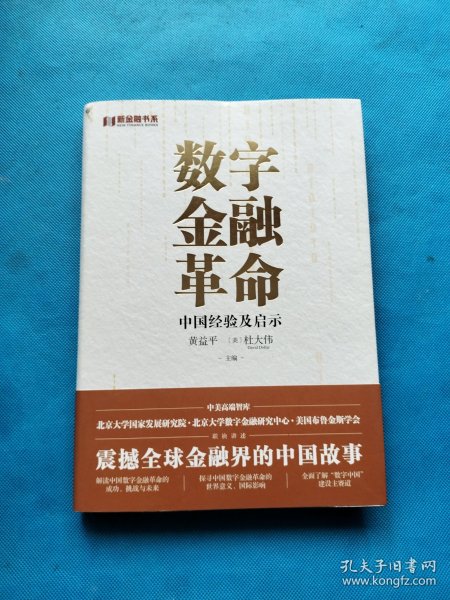 新金融书系
NEW FINANCE BOOKS
数字
金融
革命
中国经验及启示
黄益平 [美]杜大伟
David Dollar
- 主编 -
中美高端智库
北京大学国家发展研究院·北京大学数字金融研究中心·美国布鲁金斯学会
联袂讲述
震撼全球金融界的中国故事
解读中国数字金融革命的
成功、挑战与未来
探寻中国数字金融革命的
世界意义、国际影响
全面了解“数字中国”
建设主赛道
孔夫子旧书网
www.kongfz.com